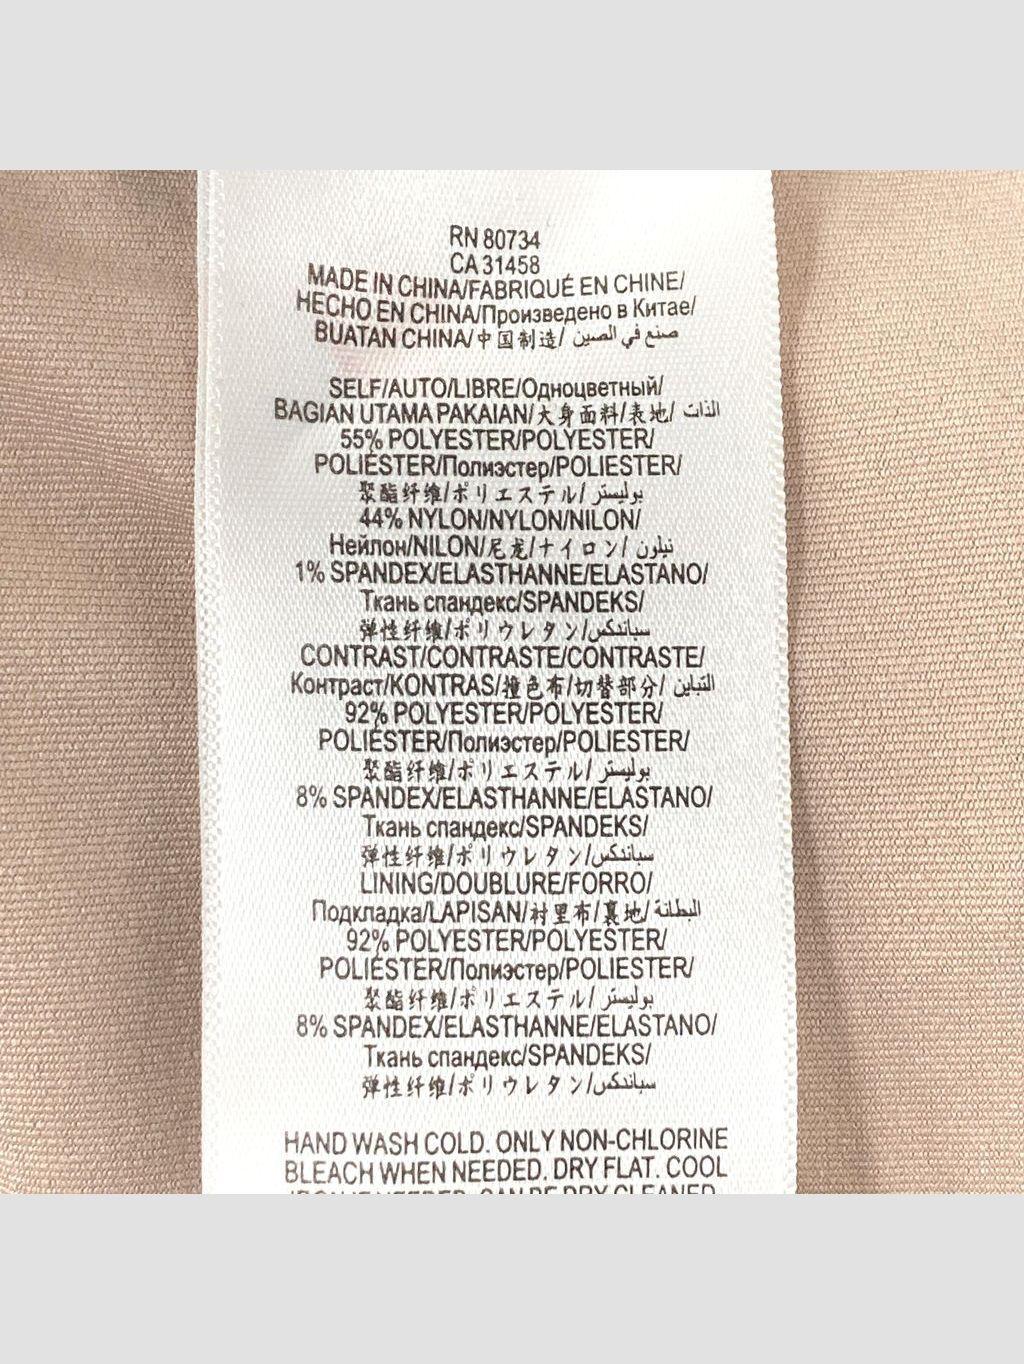 RN 80734
CA 31458
MADE IN CHINA/FABRIQUÉ EN CHINE/
HECHO EN CHINA/Произведено в Китае/
BUATAN CHINA/中国制造/ صنع في الصين
SELF/AUTO/LIBRE/Одноцветный/
BAGIAN UTAMA PAKAIAN/大身面料/表地/ الذات
55% POLYESTER/POLYESTER/
POLIÉSTER/Полиэстер/POLIESTER/
聚酯纤维/ポリエステル/ بوليستر
44% NYLON/NYLON/NILON/
Нейлон/NILON/尼龙/ナイロン/ نيلون
1% SPANDEX/ELASTHANNE/ELASTANO/
Ткань спандекс/SPANDEKS/
弹性纤维/ポリウレタン/سباندكس
CONTRAST/CONTRASTE/CONTRASTE/
Контраст/KONTRAS/撞色布/切替部分/ التباين
92% POLYESTER/POLYESTER/
POLIÉSTER/Полиэстер/POLIESTER/
聚酯纤维/ポリエステル/ بوليستر
8% SPANDEX/ELASTHANNE/ELASTANO/
Ткань спандекс/SPANDEKS/
弹性纤维/ポリウレタン/سباندكس
LINING/DOUBLURE/FORRO/
Подкладка/LAPISAN/衬里布/裏地/ البطانة
92% POLYESTER/POLYESTER/
POLIÉSTER/Полиэстер/POLIESTER/
聚酯纤维/ポリエステル/ بوليستر
8% SPANDEX/ELASTHANNE/ELASTANO/
Ткань спандекс/SPANDEKS/
弹性纤维/ポリウレタン/سباندكس
HAND WASH COLD. ONLY NON-CHLORINE
BLEACH WHEN NEEDED. DRY FLAT. COOL
IRON IF NEEDED. CAN BE DRY CLEANED.